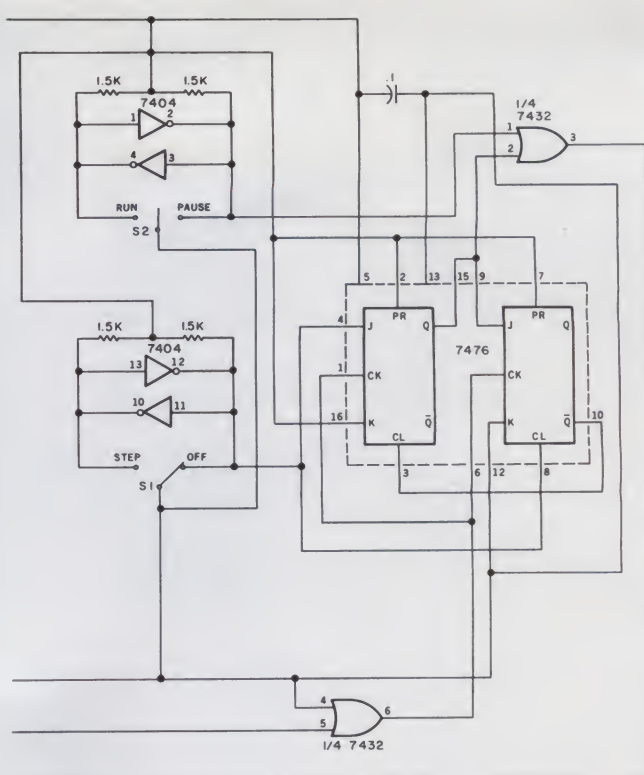 1.5K 1.5K
7404
1 2
4 3
RUN PAUSE
S2
.1
1/4
7432
1
2
3
5 2 13 15 9 7
4 J PR Q J PR Q
7476
1 CK CK
16 K Q̅ K Q̅ 10
CL CL
3 6 12 8
1.5K 1.5K
7404
13 12
10 11
STEP OFF
S1
4
5
6
1/4 7432